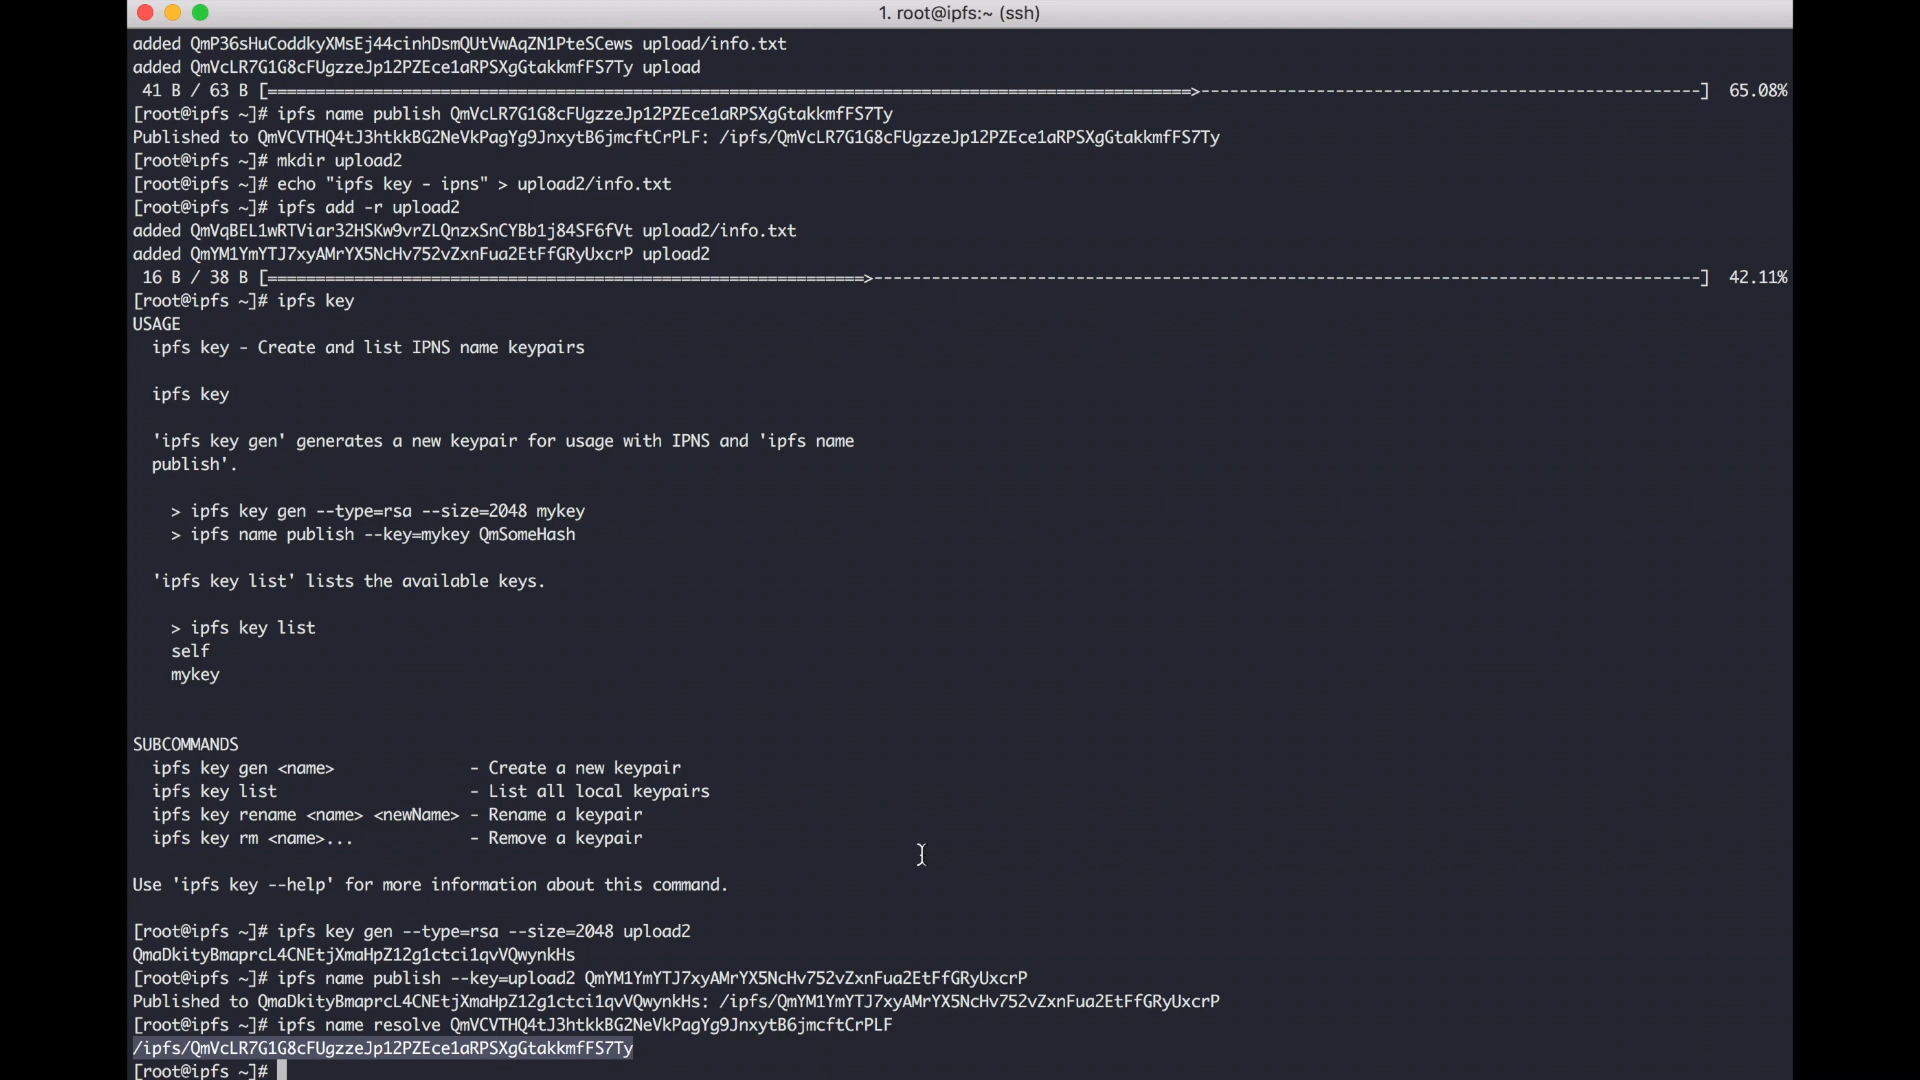 1. root@ipfs:~ (ssh)
added QmP36sHuCoddkyXMsEj44cinhDsmQUtVwAqZN1PteSCews upload/info.txt
added QmVcLR7G1G8cFUgzzeJp12PZEce1aRPSXgGtakkmfFS7Ty upload
41 B / 63 B [================================================================================================>----------------------------------------------------] 65.08%
[root@ipfs ~]# ipfs name publish QmVcLR7G1G8cFUgzzeJp12PZEce1aRPSXgGtakkmfFS7Ty
Published to QmVCVTHQ4tJ3htkkBG2NeVkPagYg9JnxytB6jmcftCrPLF: /ipfs/QmVcLR7G1G8cFUgzzeJp12PZEce1aRPSXgGtakkmfFS7Ty
[root@ipfs ~]# mkdir upload2
[root@ipfs ~]# echo "ipfs key - ipns" > upload2/info.txt
[root@ipfs ~]# ipfs add -r upload2
added QmVqBEL1wRTViar32HSKw9vrZLQnzxSnCYBb1j84SF6fVt upload2/info.txt
added QmYM1YmYTJ7xyAMrYX5NcHv752vZxnFua2EtFfGRyUxcrP upload2
16 B / 38 B [==============================================================>--------------------------------------------------------------------------------------] 42.11%
[root@ipfs ~]# ipfs key
USAGE
ipfs key - Create and list IPNS name keypairs
ipfs key
'ipfs key gen' generates a new keypair for usage with IPNS and 'ipfs name
publish'.
> ipfs key gen --type=rsa --size=2048 mykey
> ipfs name publish --key=mykey QmSomeHash
'ipfs key list' lists the available keys.
> ipfs key list
self
mykey
SUBCOMMANDS
ipfs key gen <name> - Create a new keypair
ipfs key list - List all local keypairs
ipfs key rename <name> <newName> - Rename a keypair
ipfs key rm <name>... - Remove a keypair
Use 'ipfs key --help' for more information about this command.
[root@ipfs ~]# ipfs key gen --type=rsa --size=2048 upload2
QmaDkityBmaprcL4CNEtjXmaHpZ12g1ctci1qvVQwynkHs
[root@ipfs ~]# ipfs name publish --key=upload2 QmYM1YmYTJ7xyAMrYX5NcHv752vZxnFua2EtFfGRyUxcrP
Published to QmaDkityBmaprcL4CNEtjXmaHpZ12g1ctci1qvVQwynkHs: /ipfs/QmYM1YmYTJ7xyAMrYX5NcHv752vZxnFua2EtFfGRyUxcrP
[root@ipfs ~]# ipfs name resolve QmVCVTHQ4tJ3htkkBG2NeVkPagYg9JnxytB6jmcftCrPLF
/ipfs/QmVcLR7G1G8cFUgzzeJp12PZEce1aRPSXgGtakkmfFS7Ty
[root@ipfs ~]#